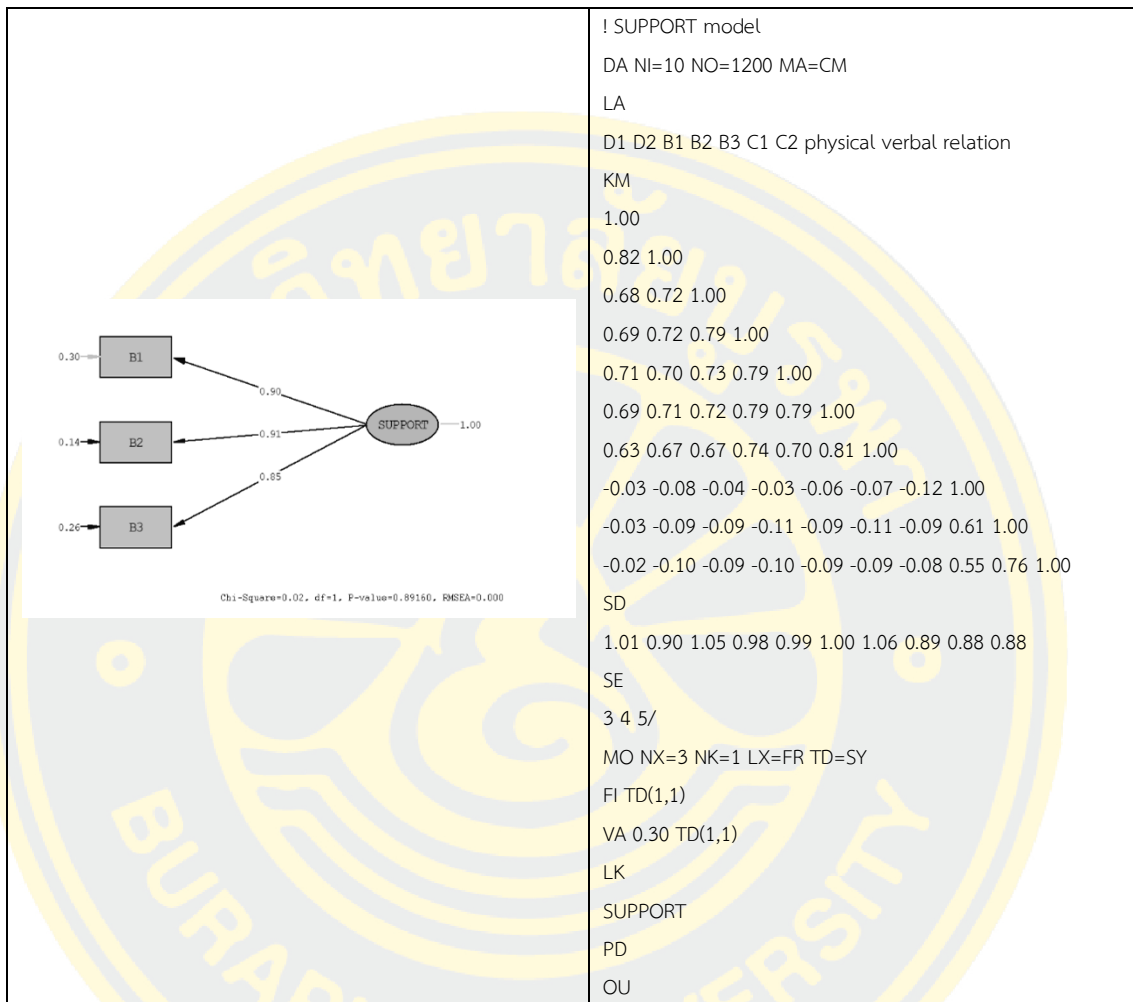 0.30
B1
0.90
0.14
B2
0.91
SUPPORT
1.00
0.85
0.26
B3
Chi-Square=0.02, df=1, P-value=0.89160, RMSEA=0.000
! SUPPORT model
DA NI=10 NO=1200 MA=CM
LA
D1 D2 B1 B2 B3 C1 C2 physical verbal relation
KM
1.00
0.82 1.00
0.68 0.72 1.00
0.69 0.72 0.79 1.00
0.71 0.70 0.73 0.79 1.00
0.69 0.71 0.72 0.79 0.79 1.00
0.63 0.67 0.67 0.74 0.70 0.81 1.00
-0.03 -0.08 -0.04 -0.03 -0.06 -0.07 -0.12 1.00
-0.03 -0.09 -0.09 -0.11 -0.09 -0.11 -0.09 0.61 1.00
-0.02 -0.10 -0.09 -0.10 -0.09 -0.09 -0.08 0.55 0.76 1.00
SD
1.01 0.90 1.05 0.98 0.99 1.00 1.06 0.89 0.88 0.88
SE
3 4 5/
MO NX=3 NK=1 LX=FR TD=SY
FI TD(1,1)
VA 0.30 TD(1,1)
LK
SUPPORT
PD
OU